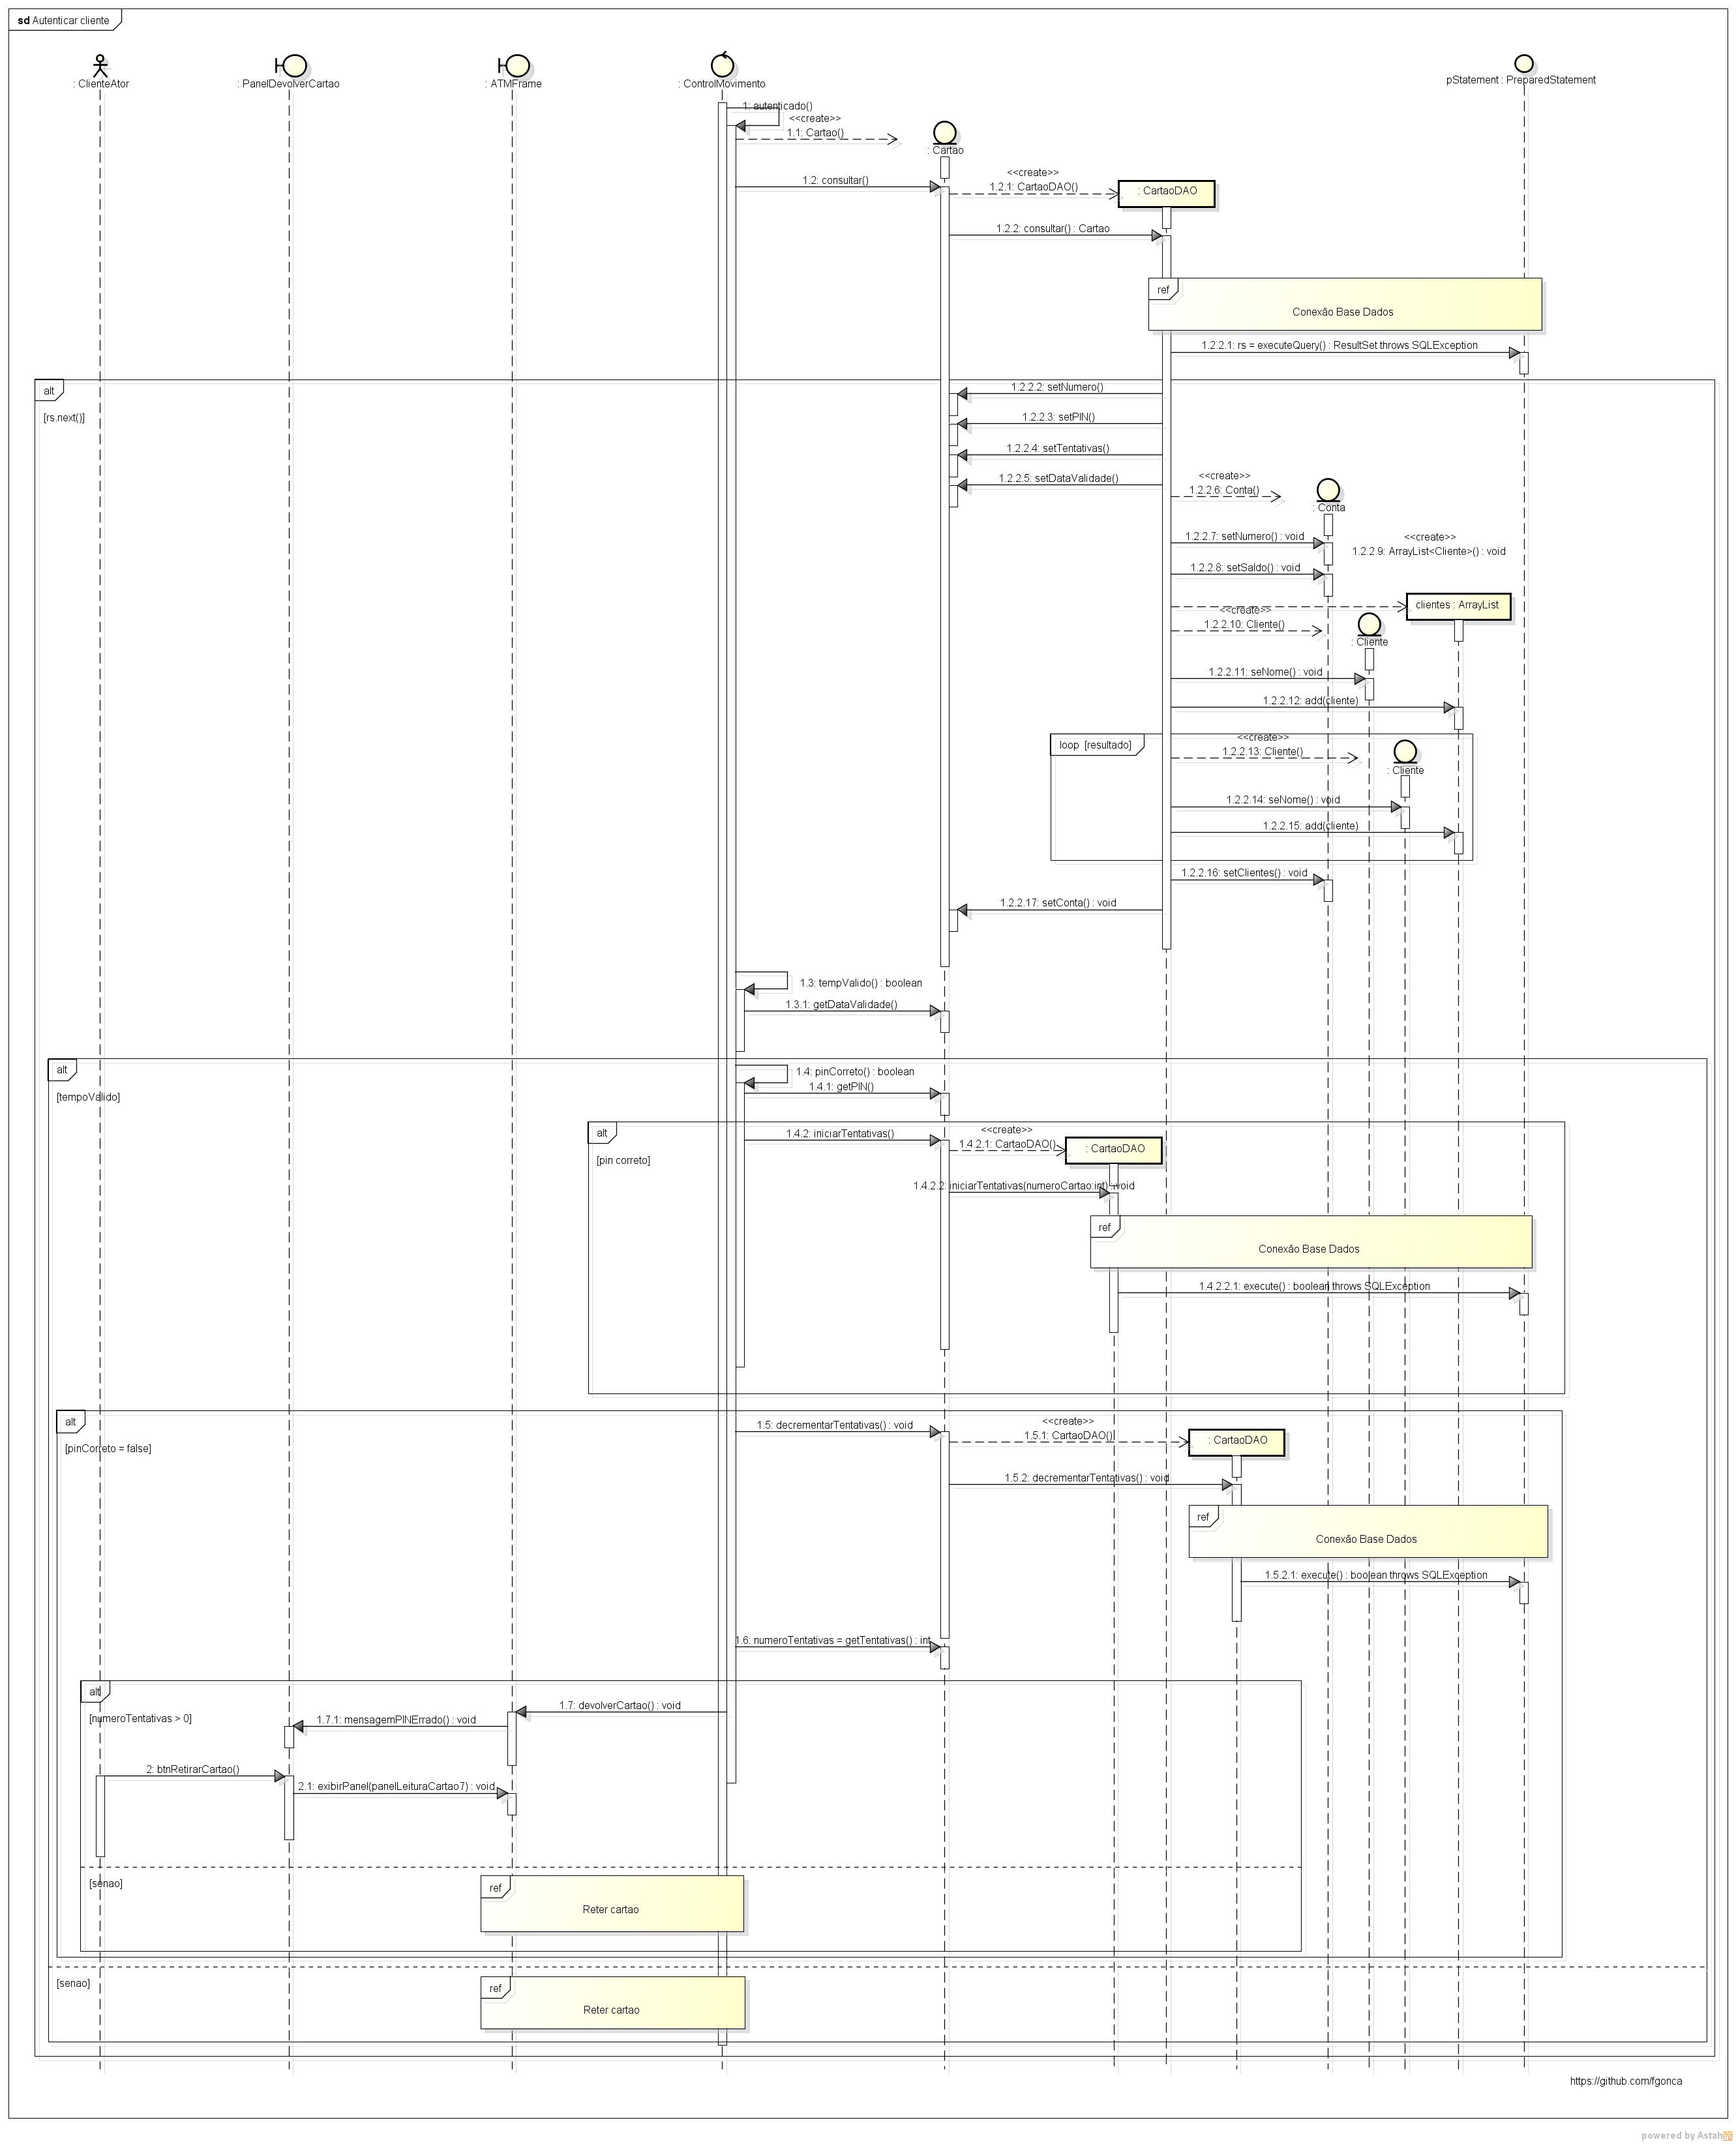 sd Autenticar cliente
: ClienteAtor
: PanelDevolverCartao
: ATMFrame
: ControlMovimento
pStatement : PreparedStatement
1: autenticado()
<<create>>
1.1: Cartao()
: Cartao
1.2: consultar()
<<create>>
1.2.1: CartaoDAO()
: CartaoDAO
1.2.2: consultar() : Cartao
ref
Conexão Base Dados
1.2.2.1: rs = executeQuery() : ResultSet throws SQLException
alt
[rs.next()]
1.2.2.2: setNumero()
1.2.2.3: setPIN()
1.2.2.4: setTentativas()
1.2.2.5: setDataValidade()
<<create>>
1.2.2.6: Conta()
: Conta
1.2.2.7: setNumero() : void
<<create>>
1.2.2.9: ArrayList<Cliente>() : void
1.2.2.8: setSaldo() : void
clientes : ArrayList
<<create>>
1.2.2.10: Cliente()
: Cliente
1.2.2.11: seNome() : void
1.2.2.12: add(cliente)
loop [resultado]
<<create>>
1.2.2.13: Cliente()
: Cliente
1.2.2.14: seNome() : void
1.2.2.15: add(cliente)
1.2.2.16: setClientes() : void
1.2.2.17: setConta() : void
1.3: tempValido() : boolean
1.3.1: getDataValidade()
alt
[tempoValido]
1.4: pinCorreto() : boolean
1.4.1: getPIN()
alt
[pin correto]
1.4.2: iniciarTentativas()
<<create>>
1.4.2.1: CartaoDAO()
: CartaoDAO
1.4.2.2: iniciarTentativas(numeroCartao:int) : void
ref
Conexão Base Dados
1.4.2.2.1: execute() : boolean throws SQLException
alt
[pinCorreto = false]
1.5: decrementarTentativas() : void
<<create>>
1.5.1: CartaoDAO()
: CartaoDAO
1.5.2: decrementarTentativas() : void
ref
Conexão Base Dados
1.5.2.1: execute() : boolean throws SQLException
1.6: numeroTentativas = getTentativas() : int
alt
[numeroTentativas > 0]
1.7: devolverCartao() : void
1.7.1: mensagemPINErrado() : void
2: btnRetirarCartao()
2.1: exibirPanel(panelLeituraCartao7) : void
[senao]
ref
Reter cartao
[senao]
ref
Reter cartao
https://github.com/fgonca
powered by Astah